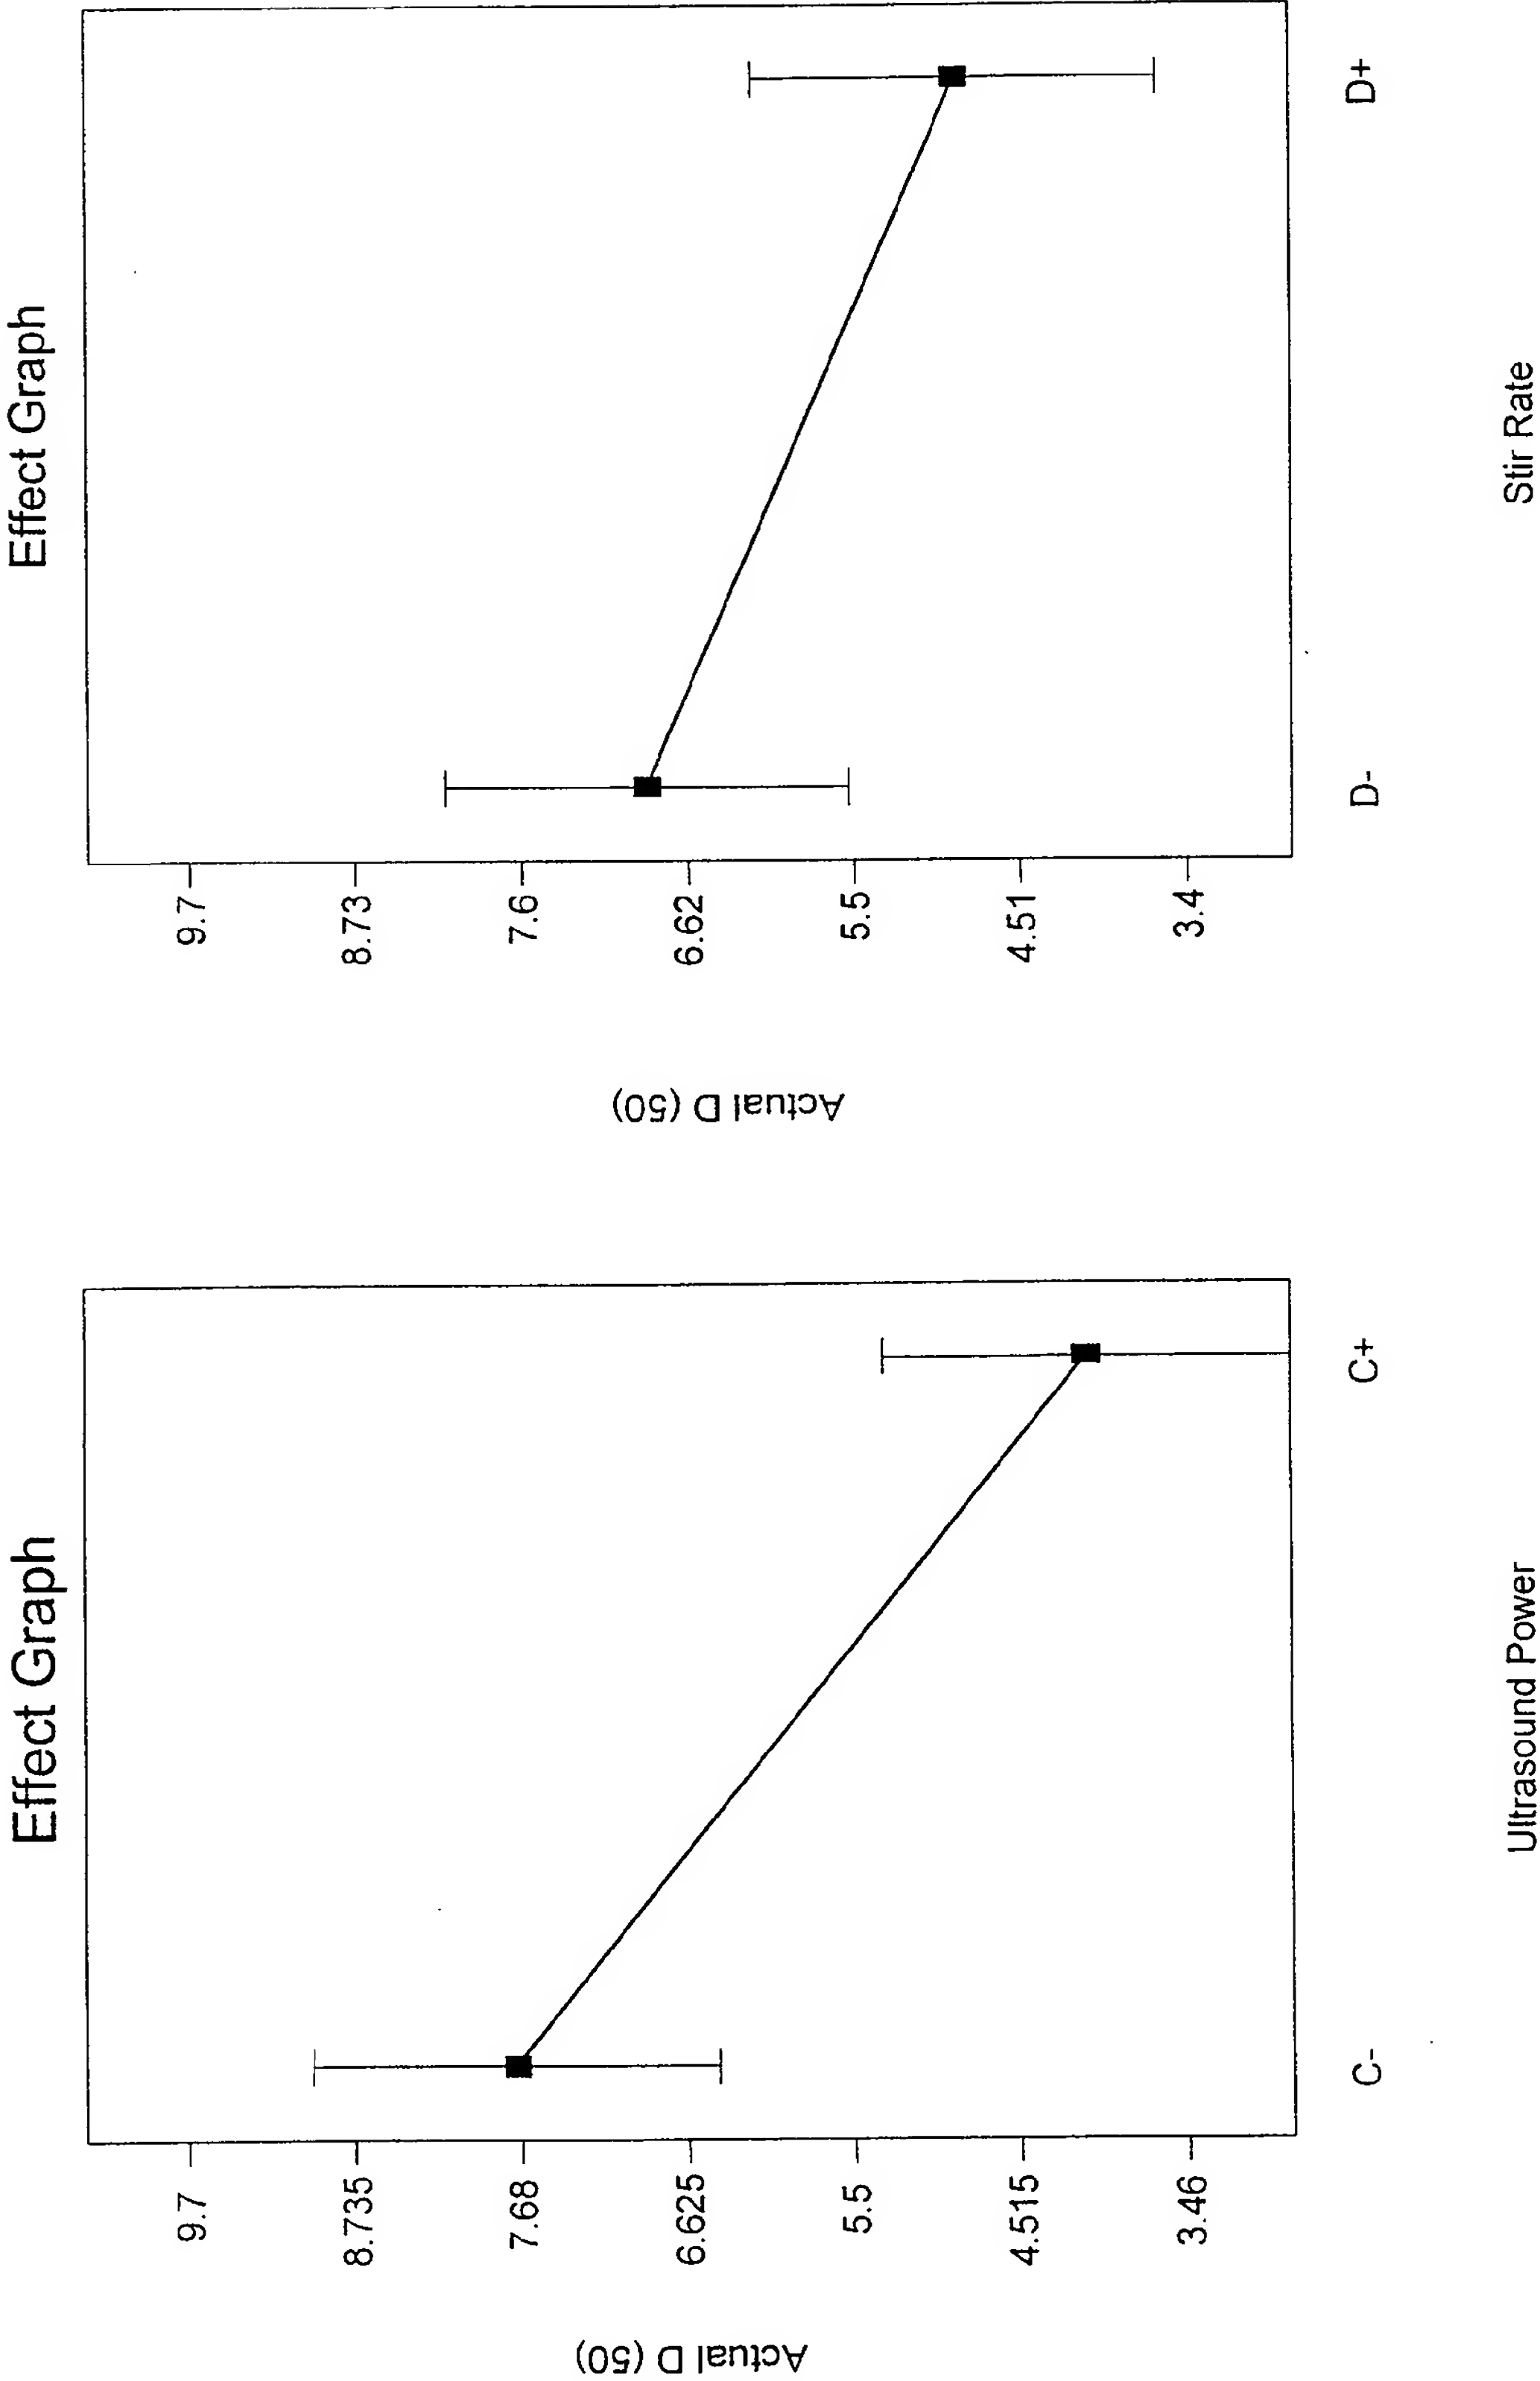 Effect Graph
Actual D (50)
9.7
8.735
7.68
6.625
5.5
4.515
3.46
C-
C+
Ultrasound Power
Effect Graph
Actual D (50)
9.7
8.73
7.6
6.62
5.5
4.51
3.4
D-
D+
Stir Rate